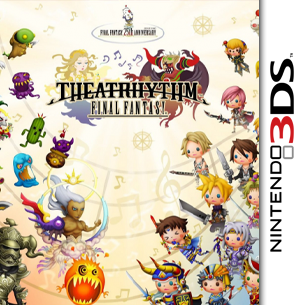 FINAL FANTASY 25th ANNIVERSARY
THEATRHYTHM
FINAL FANTASY
NINTENDO 3DS